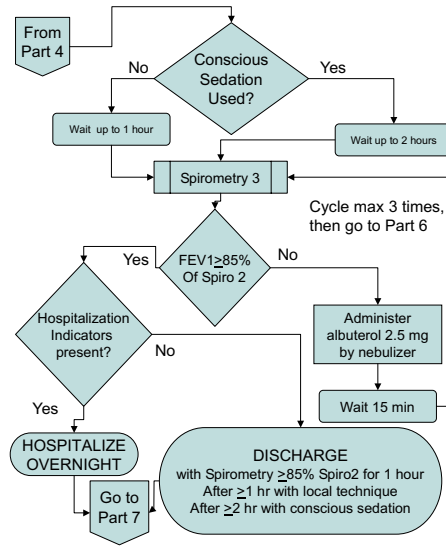 From
Part 4
Conscious
Sedation
Used?
No
Yes
Wait up to 1 hour
Wait up to 2 hours
Spirometry 3
Cycle max 3 times,
then go to Part 6
FEV1≥85%
Of Spiro 2
Yes
No
Hospitalization
Indicators
present?
Administer
albuterol 2.5 mg
by nebulizer
No
Wait 15 min
Yes
HOSPITALIZE
OVERNIGHT
DISCHARGE
with Spirometry ≥85% Spiro2 for 1 hour
After ≥1 hr with local technique
After ≥2 hr with conscious sedation
Go to
Part 7